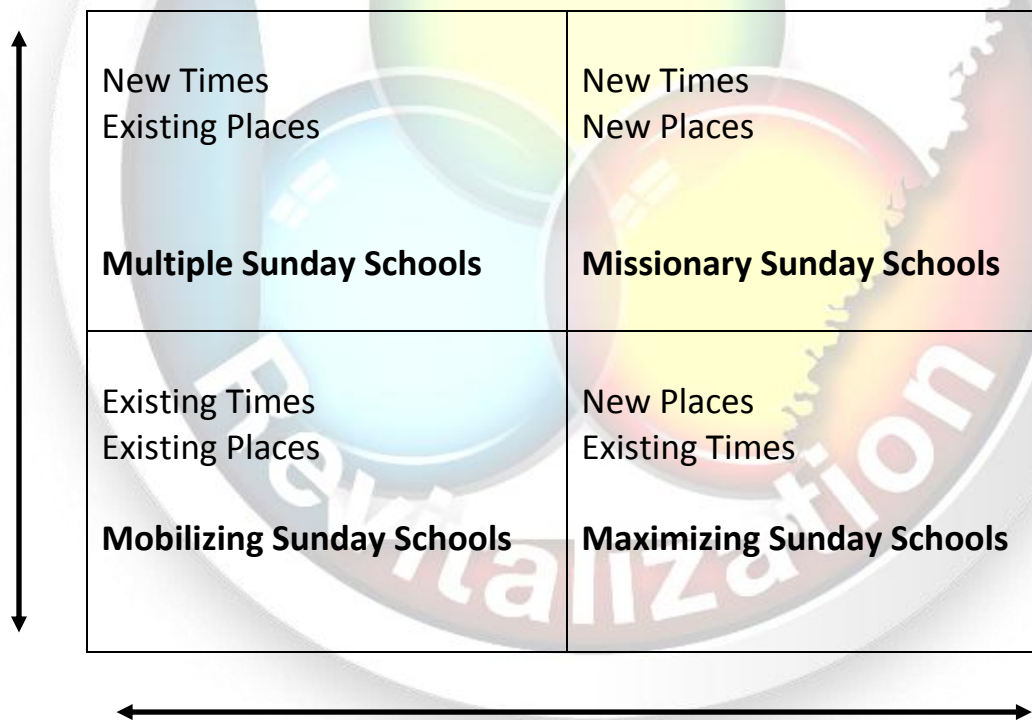 New Times
Existing Places
Multiple Sunday Schools
New Times
New Places
Missionary Sunday Schools
Existing Times
Existing Places
Mobilizing Sunday Schools
New Places
Existing Times
Maximizing Sunday Schools
Revitalization